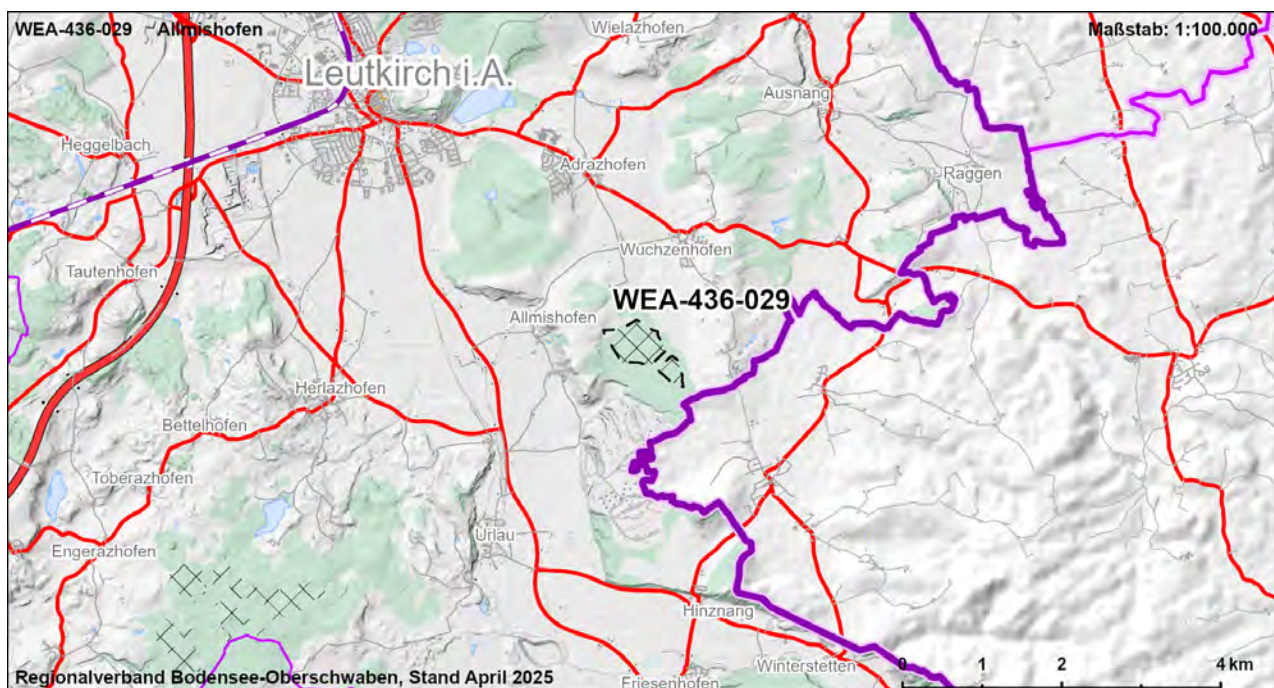 WEA-436-029 Allmishofen
Maßstab: 1:100.000
Wielazhofen
Leutkirch i.A.
Ausnang
Heggelbach
Adrazhofen
Raggen
Wuchzenhofen
Tautenhofen
WEA-436-029
Allmishofen
Herlazhofen
Bettelhofen
Toberazhofen
Urlau
Engerazhofen
Hinznang
Winterstetten
0 1 2 4 km
Friesenhofen
Regionalverband Bodensee-Oberschwaben, Stand April 2025